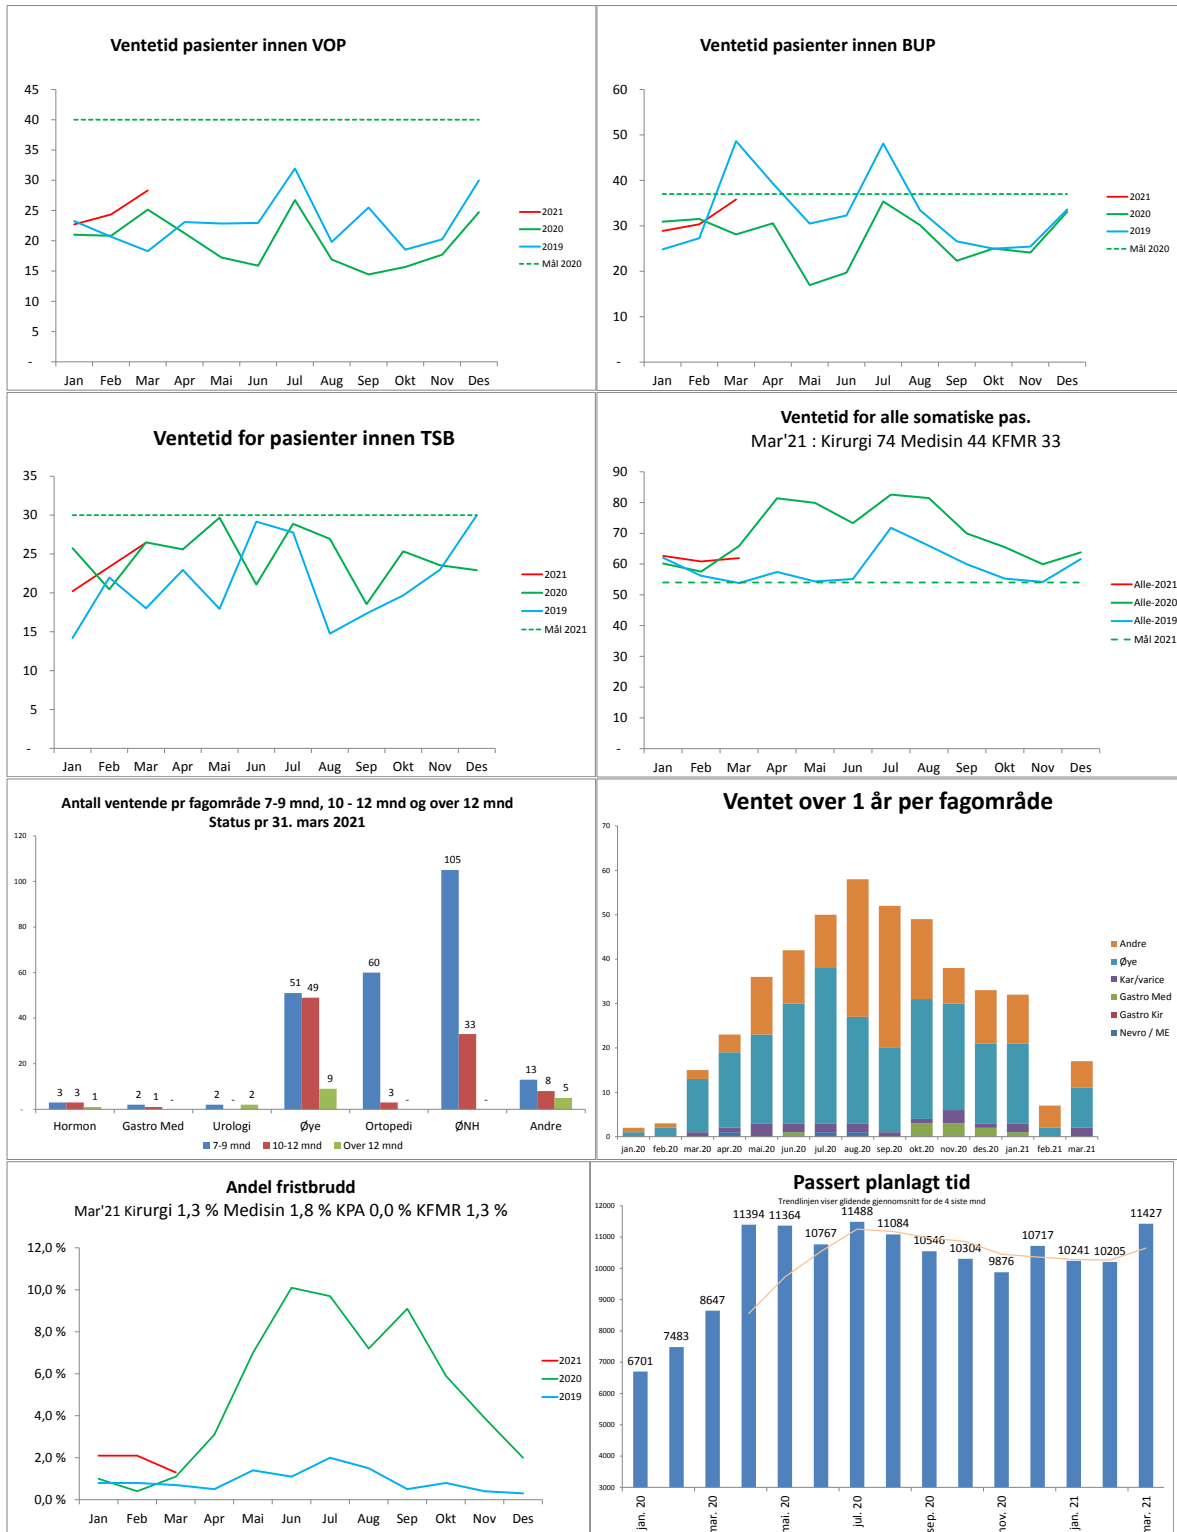 Ventetid pasienter innen VOP
45
40
35
30
25
20
15
10
5
-
Jan Feb Mar Apr Mai Jun Jul Aug Sep Okt Nov Des
2021
2020
2019
Mål 2020
Ventetid pasienter innen BUP
60
50
40
30
20
10
-
Jan Feb Mar Apr Mai Jun Jul Aug Sep Okt Nov Des
2021
2020
2019
Mål 2020
Ventetid for pasienter innen TSB
35
30
25
20
15
10
5
-
Jan Feb Mar Apr Mai Jun Jul Aug Sep Okt Nov Des
2021
2020
2019
Mål 2021
Ventetid for alle somatiske pas.
Mar'21 : Kirurgi 74 Medisin 44 KFMR 33
90
80
70
60
50
40
30
20
10
-
Jan Feb Mar Apr Mai Jun Jul Aug Sep Okt Nov Des
Alle-2021
Alle-2020
Alle-2019
Mål 2021
Antall ventende pr fagområde 7-9 mnd, 10 - 12 mnd og over 12 mnd
Status pr 31. mars 2021
120
100
80
60
40
20
-
3 3 1 2 1 - 2 - 2 51 49 9 60 3 - 105 33 - 13 8 5
Hormon Gastro Med Urologi Øye Ortopedi ØNH Andre
7-9 mnd 10-12 mnd Over 12 mnd
Ventet over 1 år per fagområde
70
60
50
40
30
20
10
0
jan.20 feb.20 mar.20 apr.20 mai.20 jun.20 jul.20 aug.20 sep.20 okt.20 nov.20 des.20 jan.21 feb.21 mar.21
Andre
Øye
Kar/varice
Gastro Med
Gastro Kir
Nevro / ME
Andel fristbrudd
Mar'21 Kirurgi 1,3 % Medisin 1,8 % KPA 0,0 % KFMR 1,3 %
12,0 %
10,0 %
8,0 %
6,0 %
4,0 %
2,0 %
0,0 %
Jan Feb Mar Apr Mai Jun Jul Aug Sep Okt Nov Des
2021
2020
2019
Passert planlagt tid
Trendlinjen viser glidende gjennomsnitt for de 4 siste mnd
12000
11000
10000
9000
8000
7000
6000
5000
4000
3000
6701 7483 8647 11394 11364 10767 11488 11084 10546 10304 9876 10717 10241 10205 11427
jan. 20 mar. 20 mai. 20 jul. 20 sep. 20 nov. 20 jan. 21 mar. 21